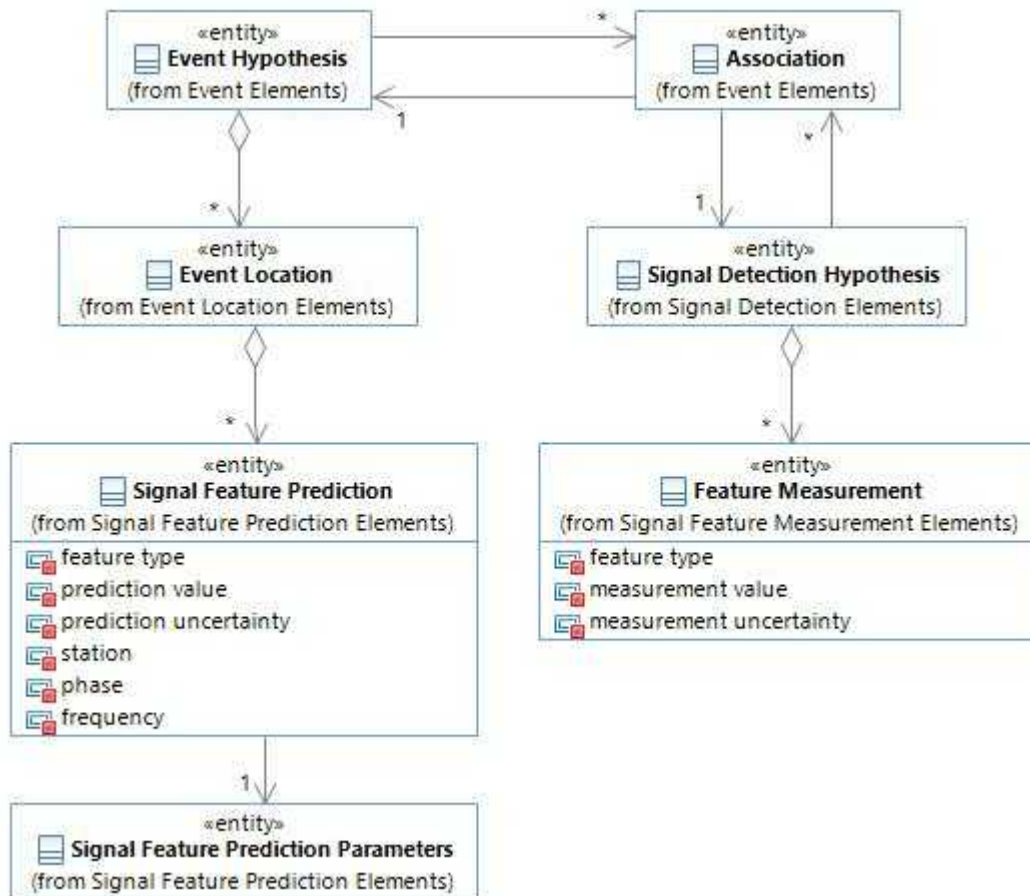 «entity»
Event Hypothesis
(from Event Elements)
*
«entity»
Association
(from Event Elements)
1
*
1
*
«entity»
Event Location
(from Event Location Elements)
«entity»
Signal Detection Hypothesis
(from Signal Detection Elements)
*
*
«entity»
Signal Feature Prediction
(from Signal Feature Prediction Elements)
feature type
prediction value
prediction uncertainty
station
phase
frequency
«entity»
Feature Measurement
(from Signal Feature Measurement Elements)
feature type
measurement value
measurement uncertainty
1
«entity»
Signal Feature Prediction Parameters
(from Signal Feature Prediction Elements)